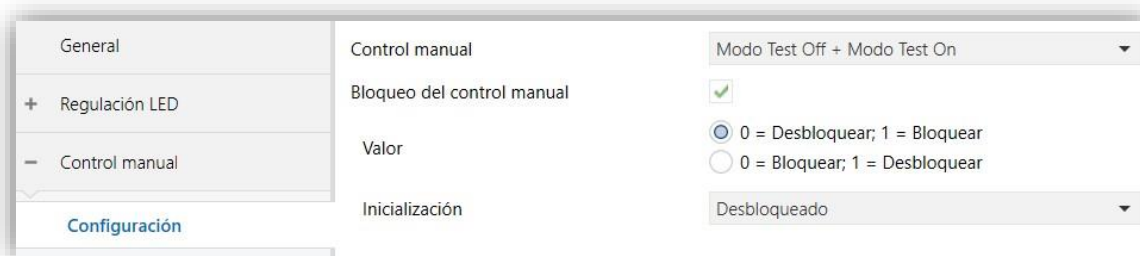 General
+ Regulación LED
− Control manual
Configuración
Control manual Modo Test Off + Modo Test On
Bloqueo del control manual
Valor 0 = Desbloquear; 1 = Bloquear
0 = Bloquear; 1 = Desbloquear
Inicialización Desbloqueado